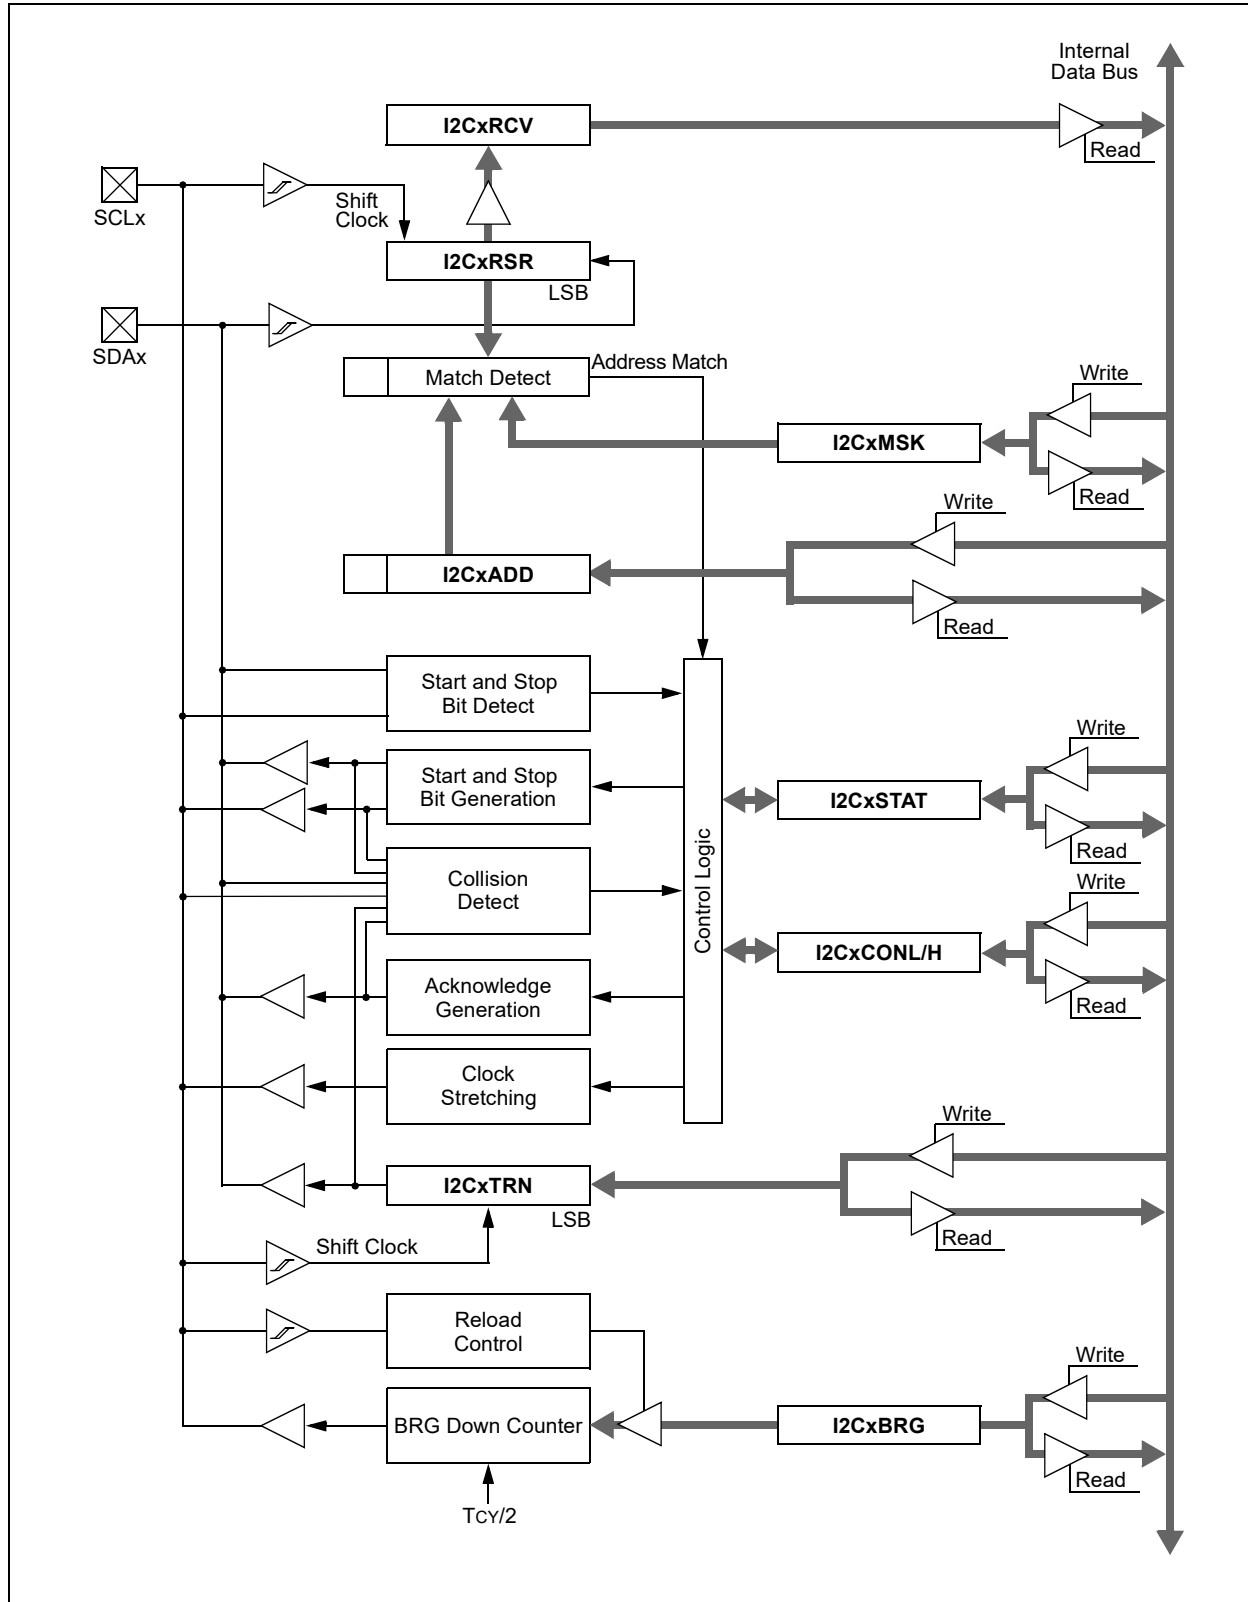 Internal
Data Bus
I2CxRCV
Read
SCLx
Shift
Clock
I2CxRSR
LSB
SDAx
Match Detect
Address Match
Write
I2CxMSK
Read
Write
I2CxADD
Read
Start and Stop
Bit Detect
Write
Start and Stop
Bit Generation
I2CxSTAT
Read
Control Logic
Collision
Detect
Write
I2CxCONL/H
Read
Acknowledge
Generation
Clock
Stretching
Write
I2CxTRN
LSB
Read
Shift Clock
Reload
Control
Write
BRG Down Counter
I2CxBRG
Read
TCY/2